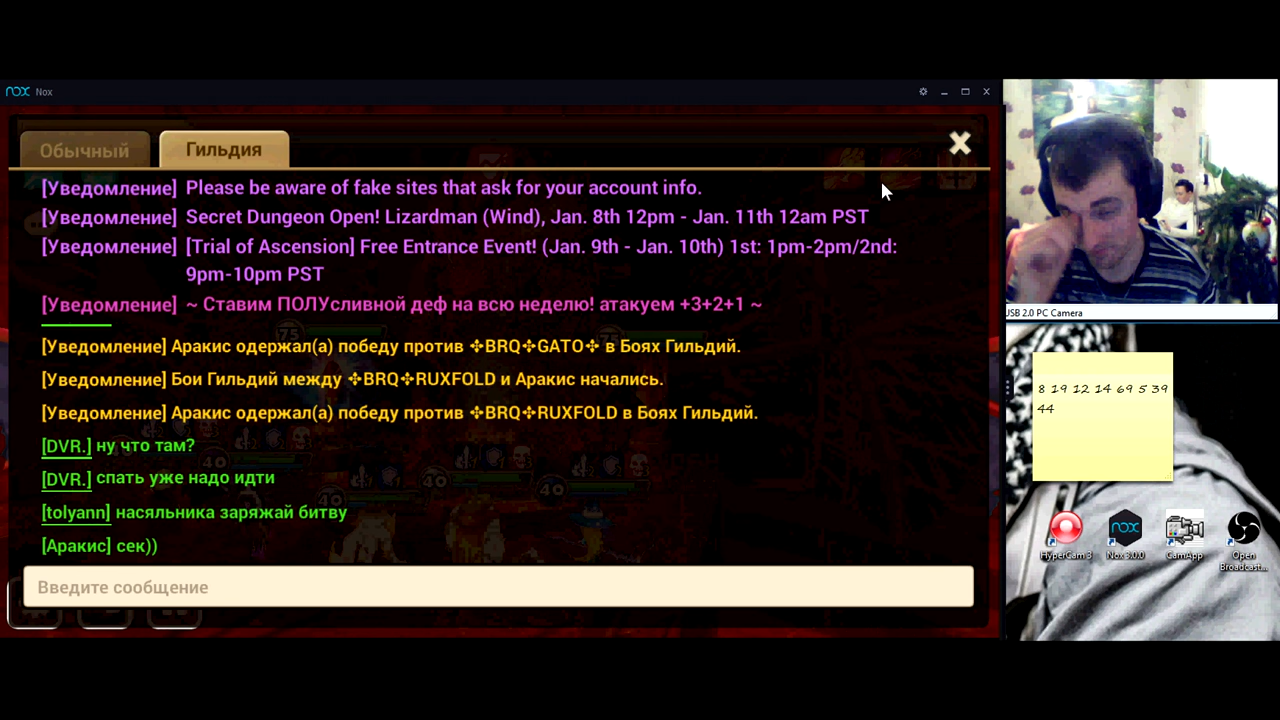 nox Nox
Обычный Гильдия
[Уведомление] Please be aware of fake sites that ask for your account info.
[Уведомление] Secret Dungeon Open! Lizardman (Wind), Jan. 8th 12pm - Jan. 11th 12am PST
[Уведомление] [Trial of Ascension] Free Entrance Event! (Jan. 9th - Jan. 10th) 1st: 1pm-2pm/2nd:
9pm-10pm PST
[Уведомление] ~ Ставим ПОЛУсливной деф на всю неделю! атакуем +3+2+1 ~
[Уведомление] Аракис одержал(а) победу против ✣BRQ✣GATO✣ в Боях Гильдий.
[Уведомление] Бои Гильдий между ✣BRQ✣RUXFOLD и Аракис начались.
[Уведомление] Аракис одержал(а) победу против ✣BRQ✣RUXFOLD в Боях Гильдий.
[DVR.] ну что там?
[DVR.] спать уже надо идти
[tolyann] насяльника заряжай битву
[Аракис] сек))
Введите сообщение
USB 2.0 PC Camera
8 19 12 14 69 5 39
44
HyperCam 3
nox
Nox 3.0.0
CamApp
Open
Broadcast...